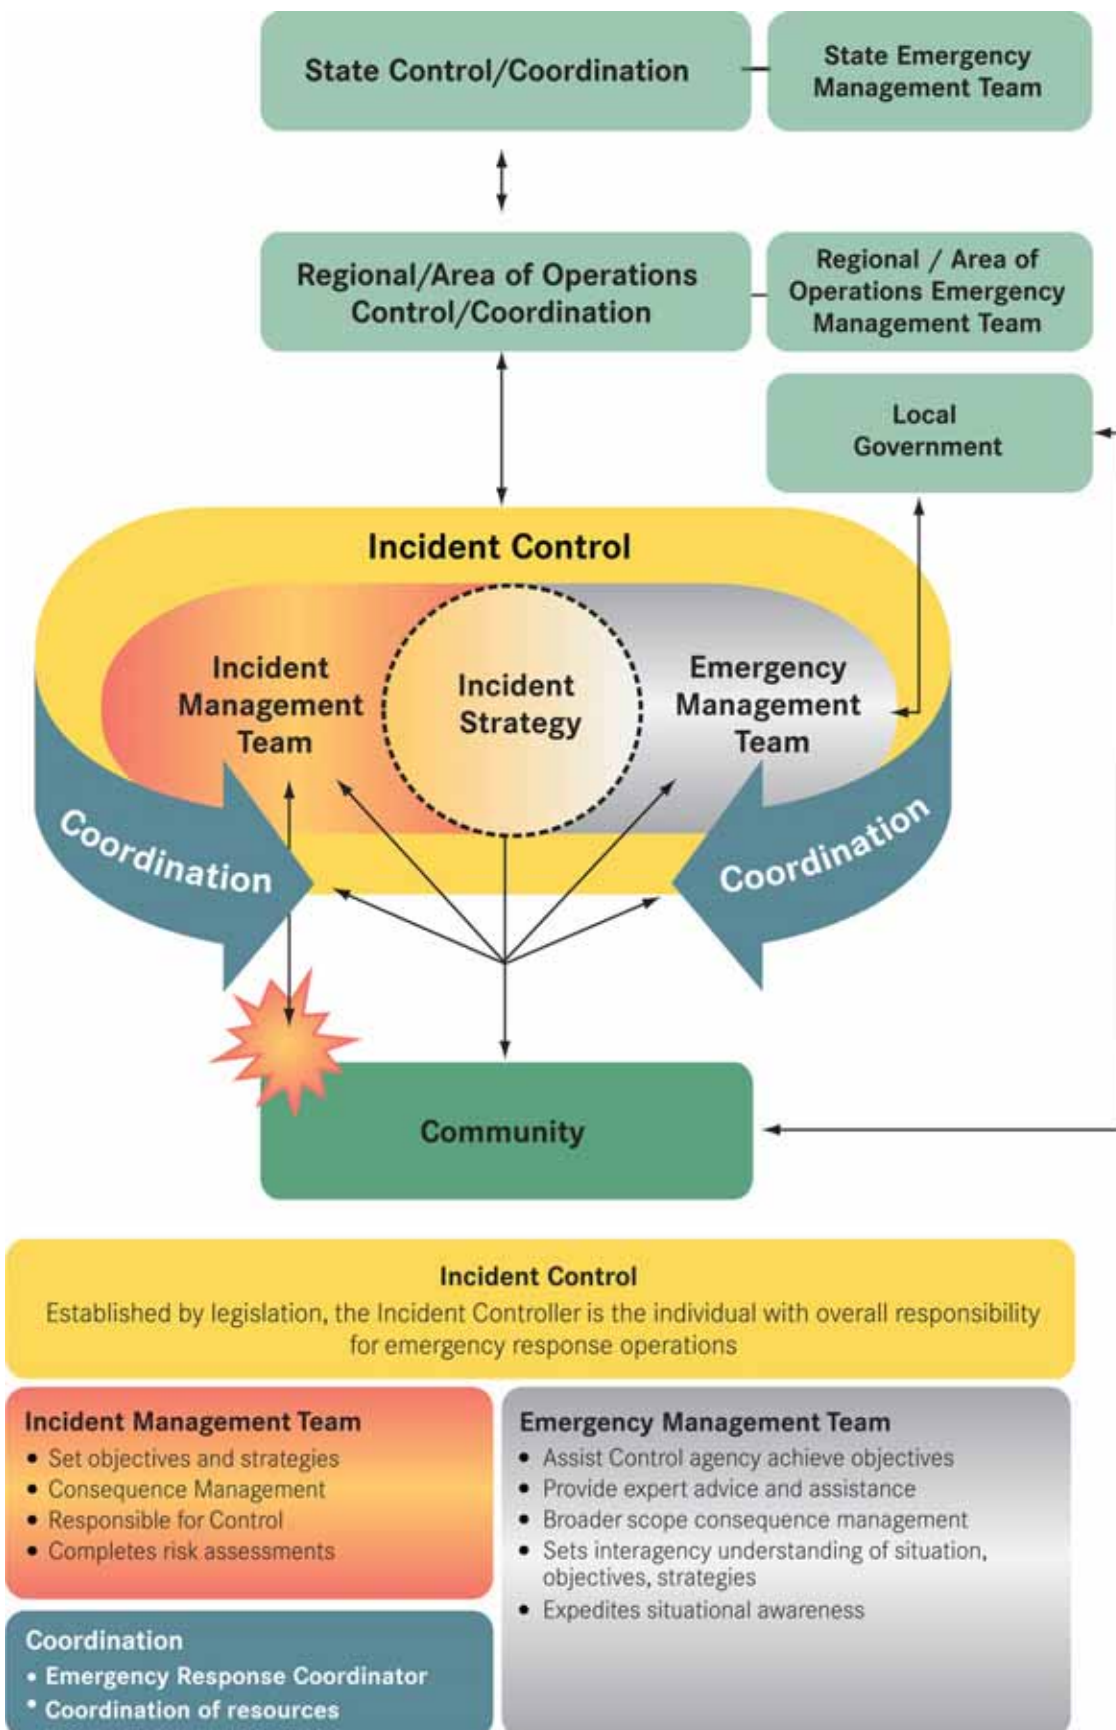 State Control/Coordination
State Emergency
Management Team
Regional/Area of Operations
Control/Coordination
Regional / Area of
Operations Emergency
Management Team
Local
Government
Incident Control
Incident
Management
Team
Incident
Strategy
Emergency
Management
Team
Coordination
Coordination
Community
Incident Control
Established by legislation, the Incident Controller is the individual with overall responsibility
for emergency response operations
Incident Management Team
• Set objectives and strategies
• Consequence Management
• Responsible for Control
• Completes risk assessments
Emergency Management Team
• Assist Control agency achieve objectives
• Provide expert advice and assistance
• Broader scope consequence management
• Sets interagency understanding of situation,
objectives, strategies
• Expedites situational awareness
Coordination
• Emergency Response Coordinator
• Coordination of resources